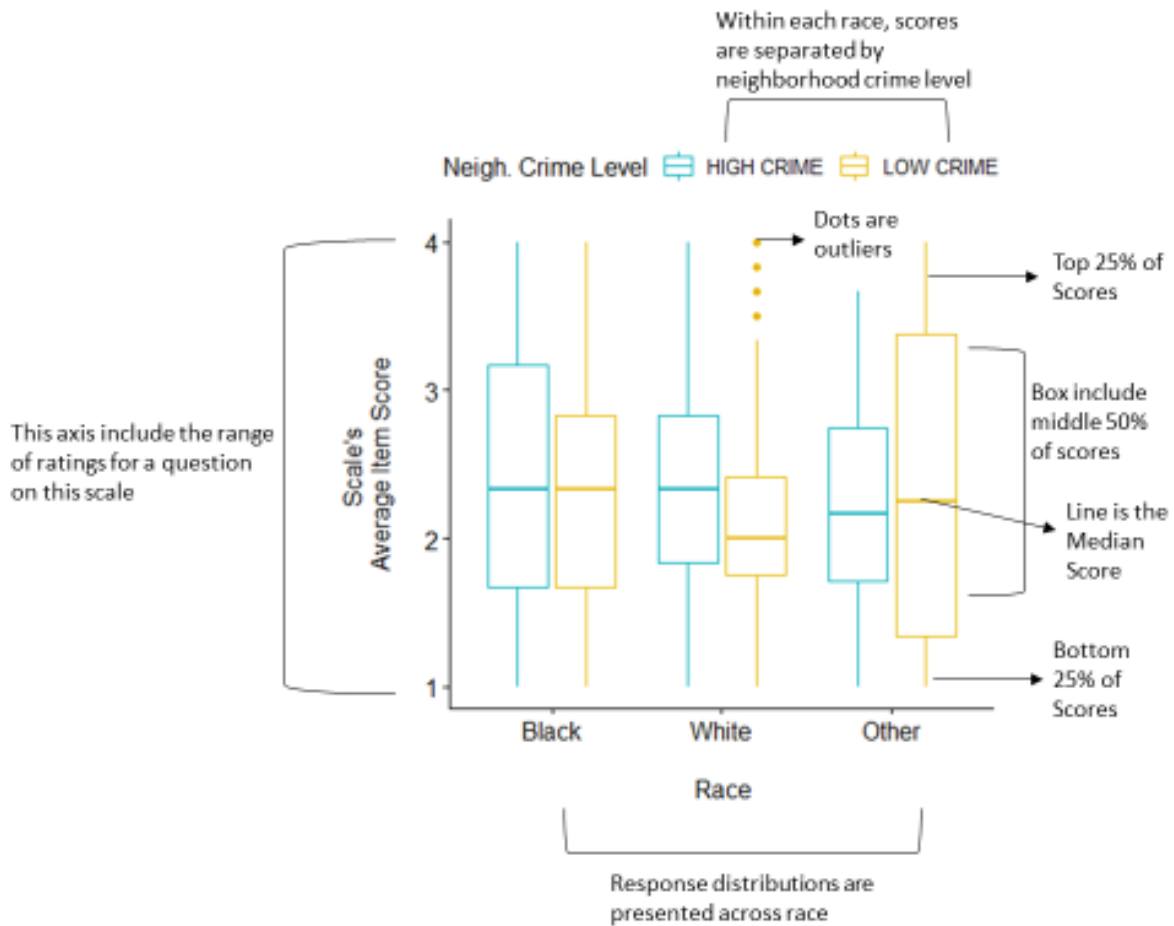 Within each race, scores
are separated by
neighborhood crime level
Neigh. Crime Level HIGH CRIME LOW CRIME
Dots are
outliers
Top 25% of
Scores
Box include
middle 50%
of scores
Line is the
Median
Score
Bottom
25% of
Scores
This axis include the range
of ratings for a question
on this scale
Scale's
Average Item Score
4
3
2
1
Black White Other
Race
Response distributions are
presented across race